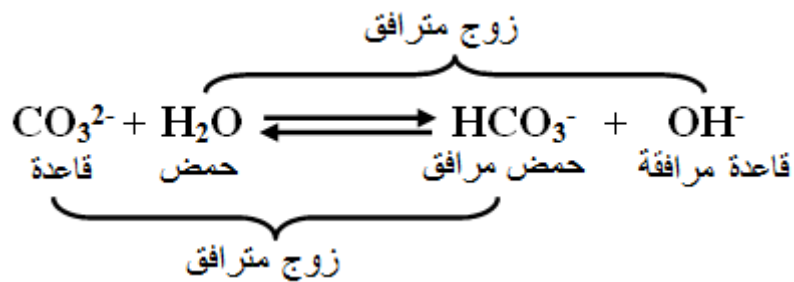 زوج مترافق
CO₃²⁻ + H₂O ⇌ HCO₃⁻ + OH⁻
قاعدة حمض حمض مرافق قاعدة مرافقة
زوج مترافق